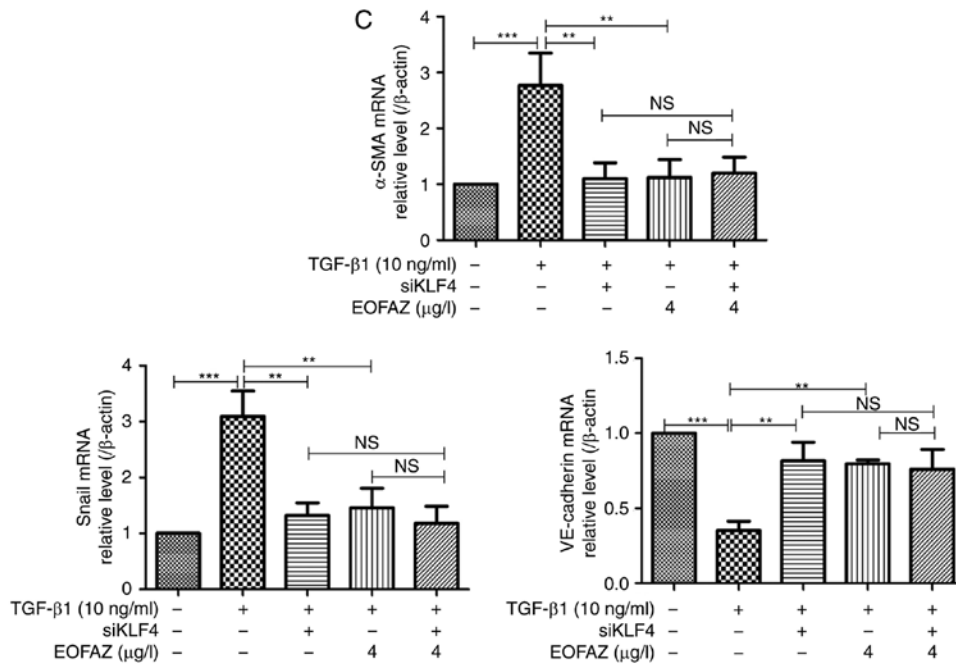 C
α-SMA mRNA
relative level (/β-actin)
4
3
2
1
0
***
**
**
NS
NS
TGF-β1 (10 ng/ml) – + + + +
siKLF4 – – + – +
EOFAZ (μg/l) – – – 4 4
Snail mRNA
relative level (/β-actin)
4
3
2
1
0
***
**
**
NS
NS
TGF-β1 (10 ng/ml) – + + + +
siKLF4 – – + – +
EOFAZ (μg/l) – – – 4 4
VE-cadherin mRNA
relative level (/β-actin
1.5
1.0
0.5
0.0
***
**
**
NS
NS
TGF-β1 (10 ng/ml) – + + + +
siKLF4 – – + – +
EOFAZ (μg/l) – – – 4 4